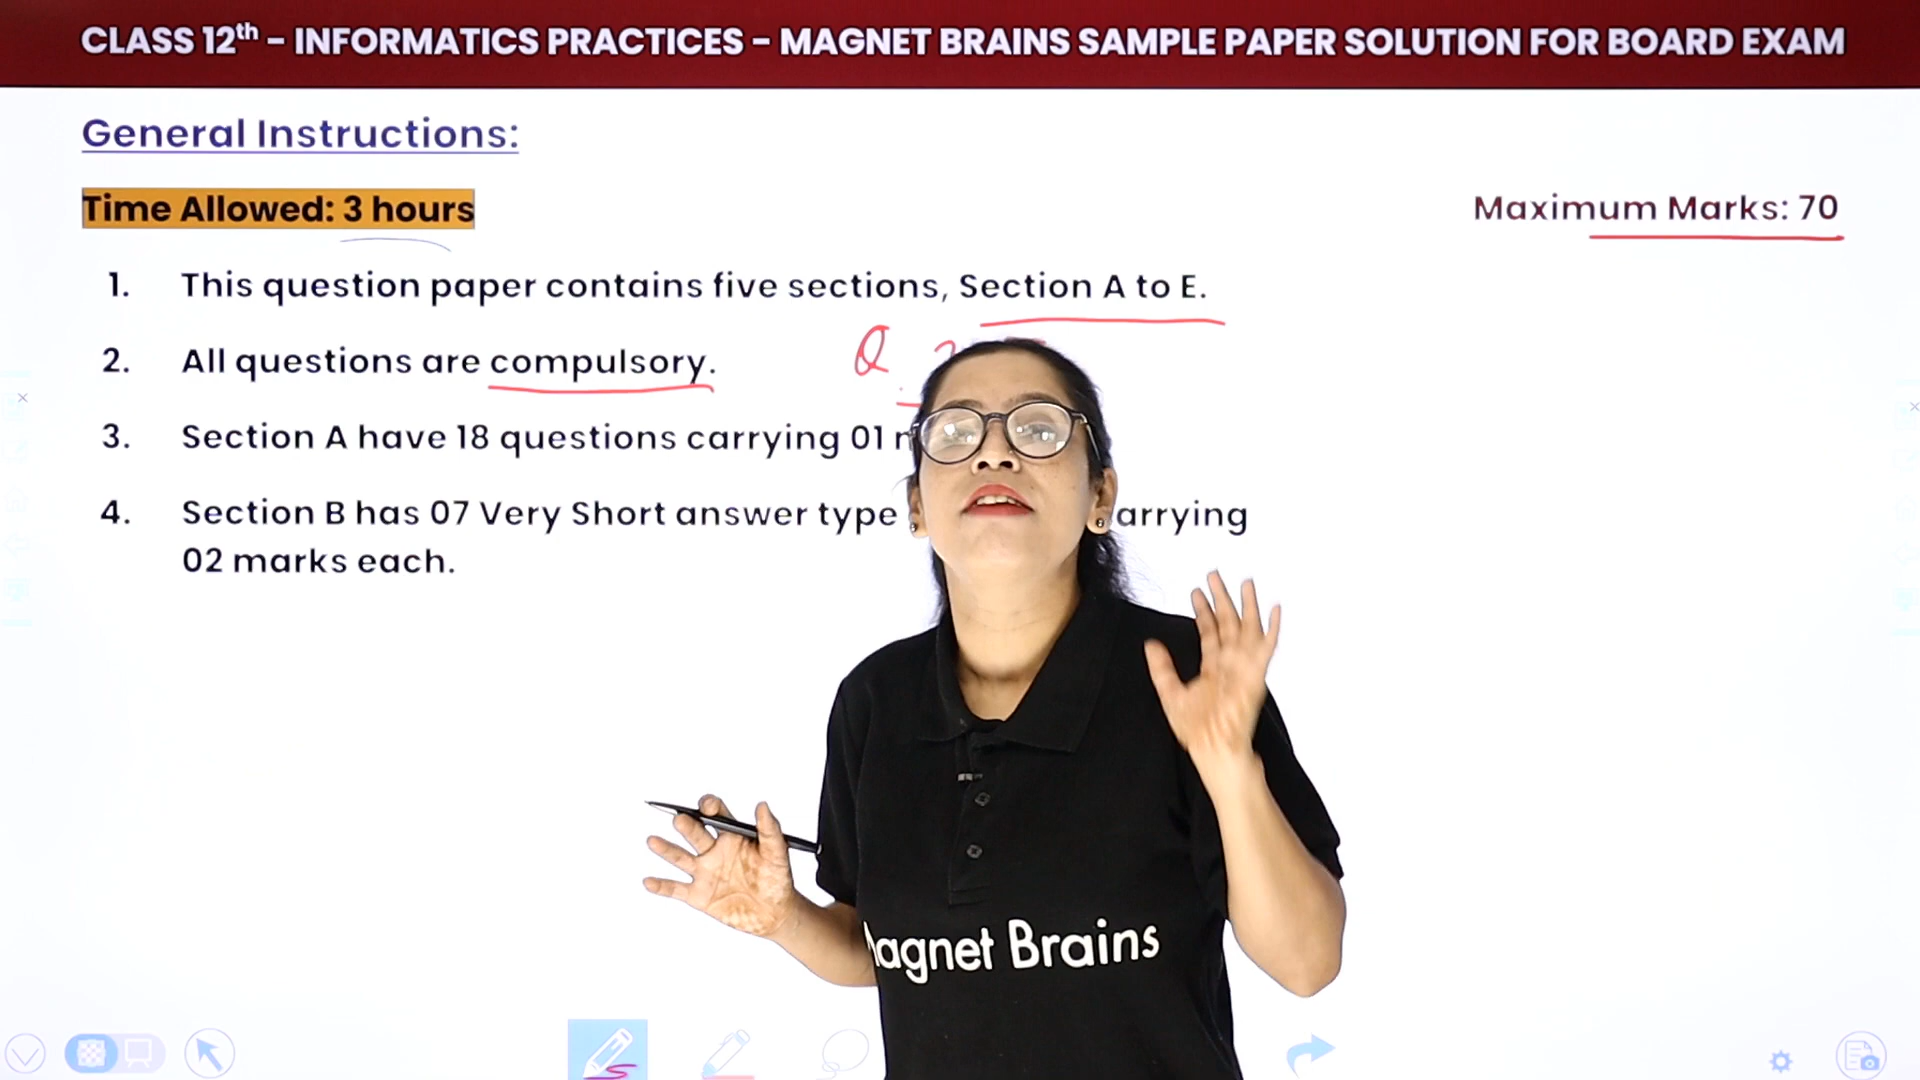 CLASS 12th – INFORMATICS PRACTICES – MAGNET BRAINS SAMPLE PAPER SOLUTION FOR BOARD EXAM
General Instructions:
Time Allowed: 3 hours
Maximum Marks: 70
1. This question paper contains five sections, Section A to E.
2. All questions are compulsory.
Q
3. Section A have 18 questions carrying 01
4. Section B has 07 Very Short answer type arrying
02 marks each.
agnet Brains